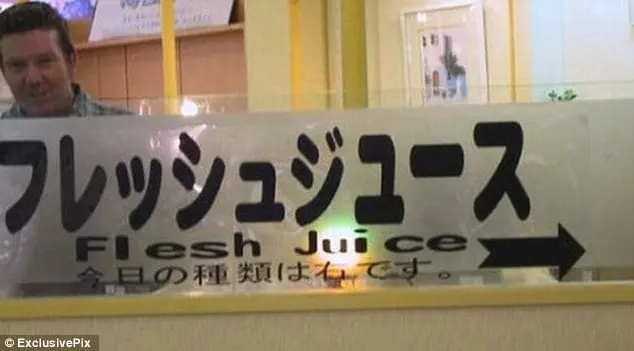 フレッシュジュース
Flesh Juice
今日の種類は右です。
© ExclusivePix